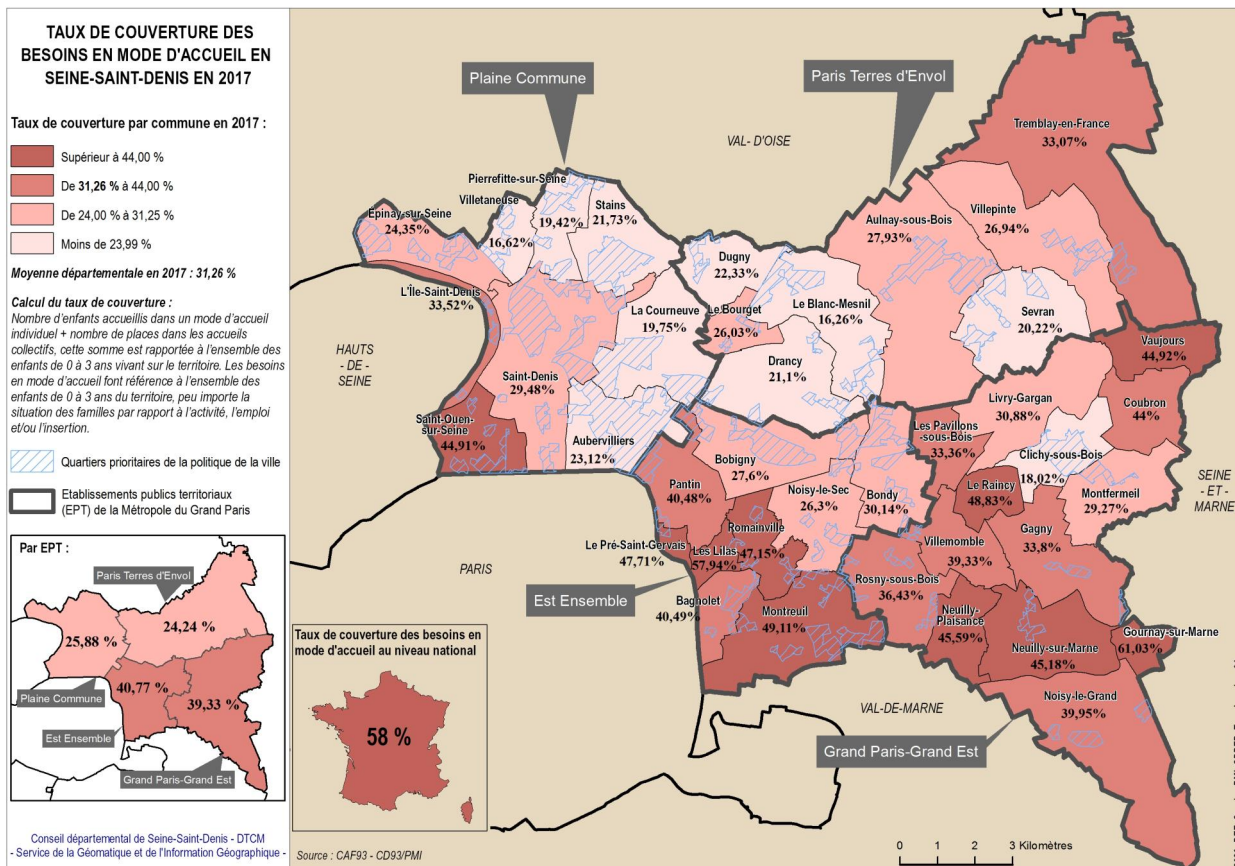 TAUX DE COUVERTURE DES
BESOINS EN MODE D'ACCUEIL EN
SEINE-SAINT-DENIS EN 2017
Taux de couverture par commune en 2017 :
Supérieur à 44,00 %
De 31,26 % à 44,00 %
De 24,00 % à 31,25 %
Moins de 23,99 %
Moyenne départementale en 2017 : 31,26 %
Calcul du taux de couverture :
Nombre d'enfants accueillis dans un mode d'accueil
individuel + nombre de places dans les accueils
collectifs, cette somme est rapportée à l'ensemble des
enfants de 0 à 3 ans vivant sur le territoire. Les besoins
en mode d'accueil font référence à l'ensemble des
enfants de 0 à 3 ans du territoire, peu importe la
situation des familles par rapport à l'activité, l'emploi
et/ou l'insertion.
Quartiers prioritaires de la politique de la ville
Etablissements publics territoriaux
(EPT) de la Métropole du Grand Paris
Par EPT :
Paris Terres d'Envol
24,24 %
25,88 %
Plaine Commune
40,77 %
39,33 %
Est Ensemble
Grand Paris-Grand Est
Conseil départemental de Seine-Saint-Denis - DTCM
- Service de la Géomatique et de l'Information Géographique -
Taux de couverture des besoins en
mode d'accueil au niveau national
58 %
Source : CAF93 - CD93/PMI
Plaine Commune
Paris Terres d'Envol
VAL- D'OISE
Tremblay-en-France
33,07%
Pierrefitte-sur-Seine
19,42%
Villetaneuse
16,62%
Stains
21,73%
Epinay-sur-Seine
24,35%
Aulnay-sous-Bois
27,93%
Villepinte
26,94%
Dugny
22,33%
L'Île-Saint-Denis
33,52%
La Courneuve
19,75%
Le Bourget
26,03%
Le Blanc-Mesnil
16,26%
Sevran
20,22%
Vaujours
44,92%
HAUTS
- DE -
SEINE
Saint-Denis
29,48%
Drancy
21,1%
Livry-Gargan
30,88%
Coubron
44%
Saint-Ouen-
sur-Seine
44,91%
Aubervilliers
23,12%
Les Pavillons
-sous-Bois
33,36%
Clichy-sous-Bois
18,02%
Bobigny
27,6%
Pantin
40,48%
Noisy-le-Sec
26,3%
Bondy
30,14%
Le Raincy
48,83%
Montfermeil
29,27%
SEINE
- ET -
MARNE
Romainville
47,15%
Gagny
33,8%
Le Pré-Saint-Gervais
47,71%
Les Lilas
57,94%
Villemomble
39,33%
PARIS
Est Ensemble
Rosny-sous-Bois
36,43%
Bagnolet
40,49%
Montreuil
49,11%
Neuilly-
Plaisance
45,59%
Neuilly-sur-Marne
45,18%
Gournay-sur-Marne
61,03%
VAL-DE-MARNE
Noisy-le-Grand
39,95%
Grand Paris-Grand Est
0 1 2 3 Kilomètres